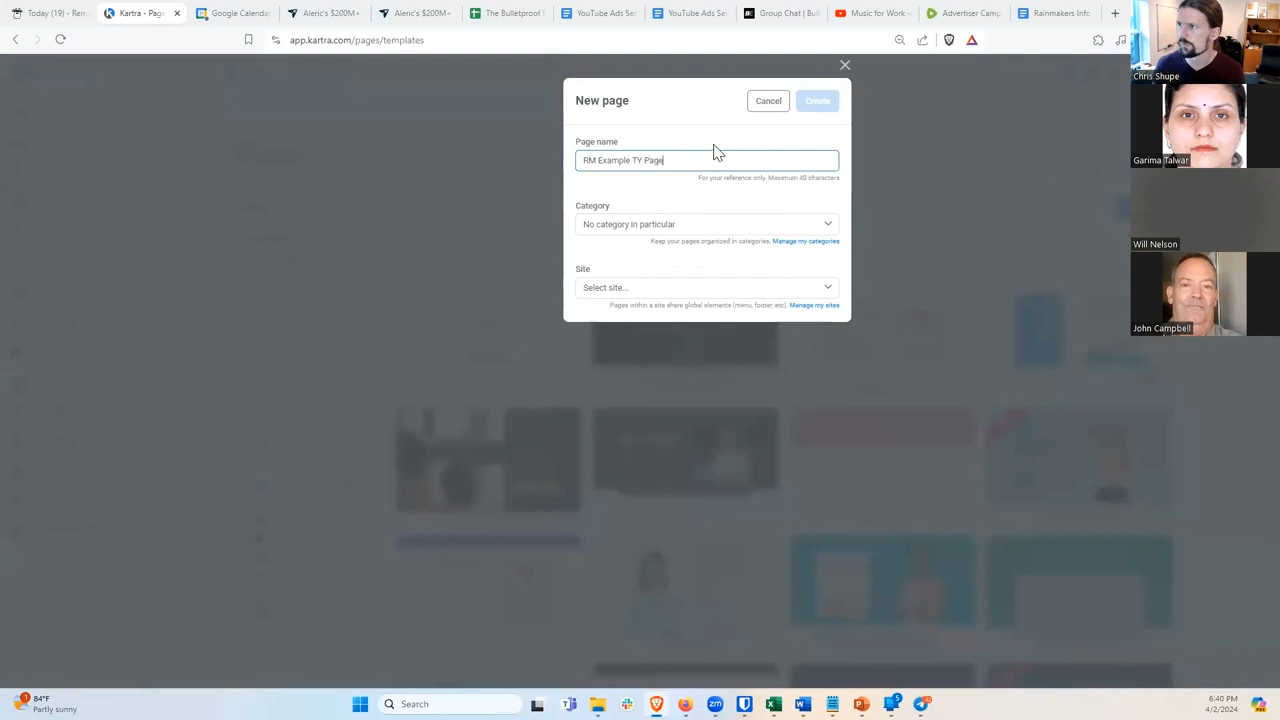 Todoist (19) - Rem
Kartra - Page
Google Calenda
Aleric's $200M+
Aleric's $200M+
The Bulletproof I
YouTube Ads Se
YouTube Ads Se
Group Chat | Bull
Music for Work
Advertiser Camp
Rainmakers Info
app.kartra.com/pages/templates
New page
Cancel
Create
Page name
RM Example TY Page
For your reference only. Maximum 40 characters
Category
No category in particular
Keep your pages organized in categories. Manage my categories
Site
Select site...
Pages within a site share global elements (menu, footer, etc). Manage my sites
Chris Shupe
Garima Talwar
Will Nelson
John Campbell
84°F
Partly sunny
Search
6:40 PM
4/2/2024